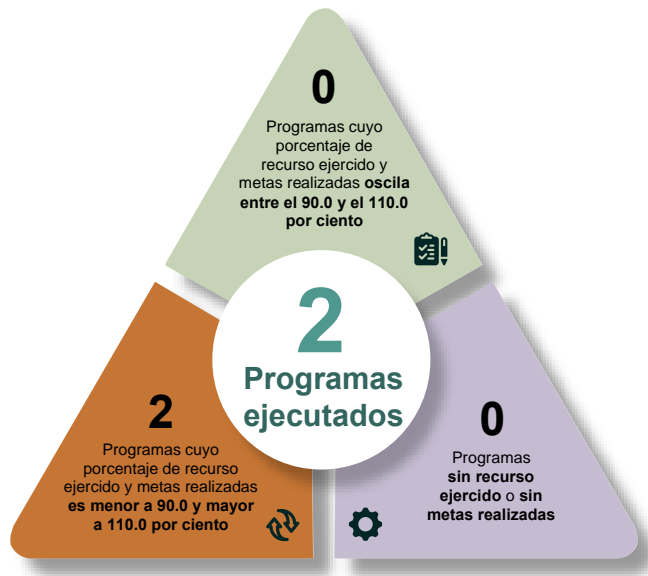 0
Programas cuyo
porcentaje de
recurso ejercido y
metas realizadas oscila
entre el 90.0 y el 110.0
por ciento
2
Programas
ejecutados
2
Programas cuyo
porcentaje de recurso
ejercido y metas realizadas
es menor a 90.0 y mayor
a 110.0 por ciento
0
Programas
sin recurso
ejercido o sin
metas realizadas